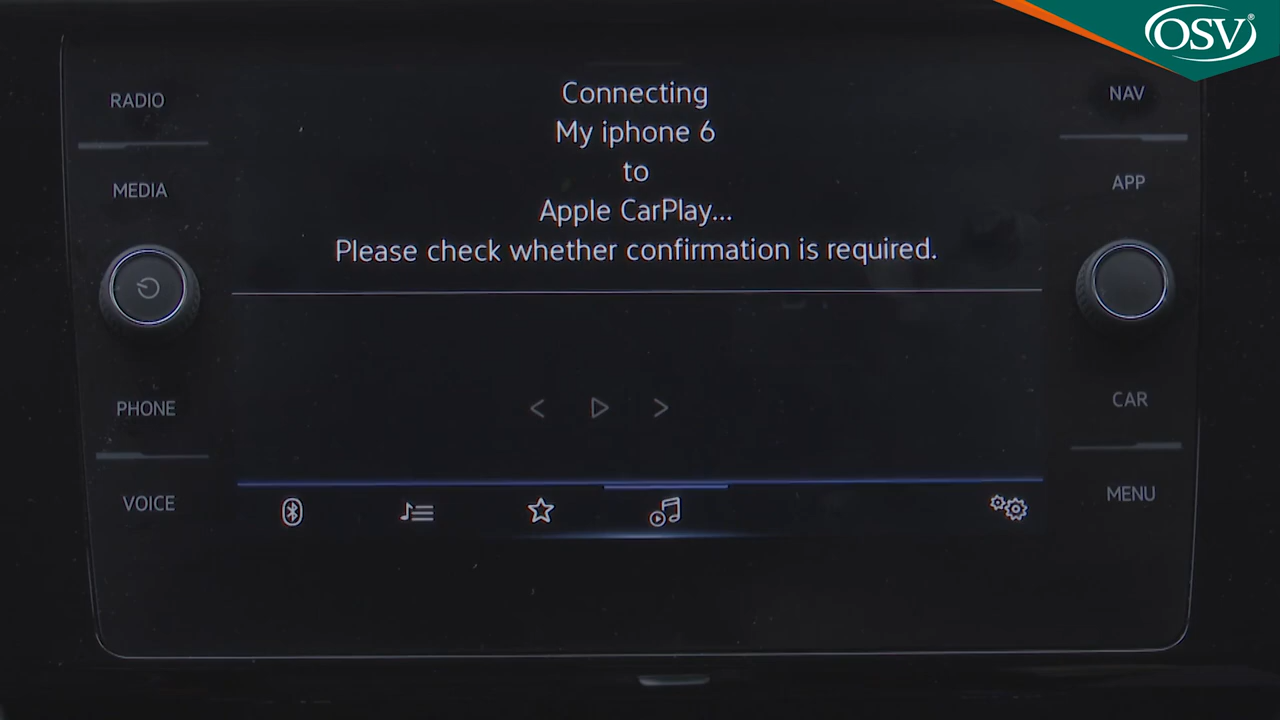 OSV®
RADIO
MEDIA
PHONE
VOICE
Connecting
My iphone 6
to
Apple CarPlay...
Please check whether confirmation is required.
NAV
APP
CAR
MENU